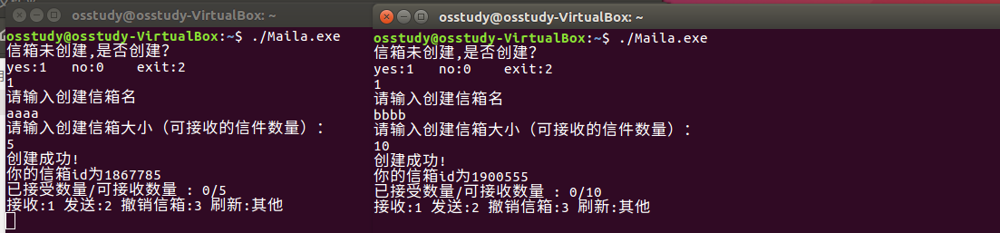 osstudy@osstudy-VirtualBox: ~
osstudy@osstudy-VirtualBox:~$ ./Maila.exe
信箱未创建,是否创建?
yes:1 no:0 exit:2
1
请输入创建信箱名
aaaa
请输入创建信箱大小（可接收的信件数量）：
5
创建成功!
你的信箱id为1867785
已接受数量/可接收数量 : 0/5
接收:1 发送:2 撤销信箱:3 刷新:其他
osstudy@osstudy-VirtualBox: ~
osstudy@osstudy-VirtualBox:~$ ./Maila.exe
信箱未创建,是否创建?
yes:1 no:0 exit:2
1
请输入创建信箱名
bbbb
请输入创建信箱大小（可接收的信件数量）：
10
创建成功!
你的信箱id为1900555
已接受数量/可接收数量 : 0/10
接收:1 发送:2 撤销信箱:3 刷新:其他